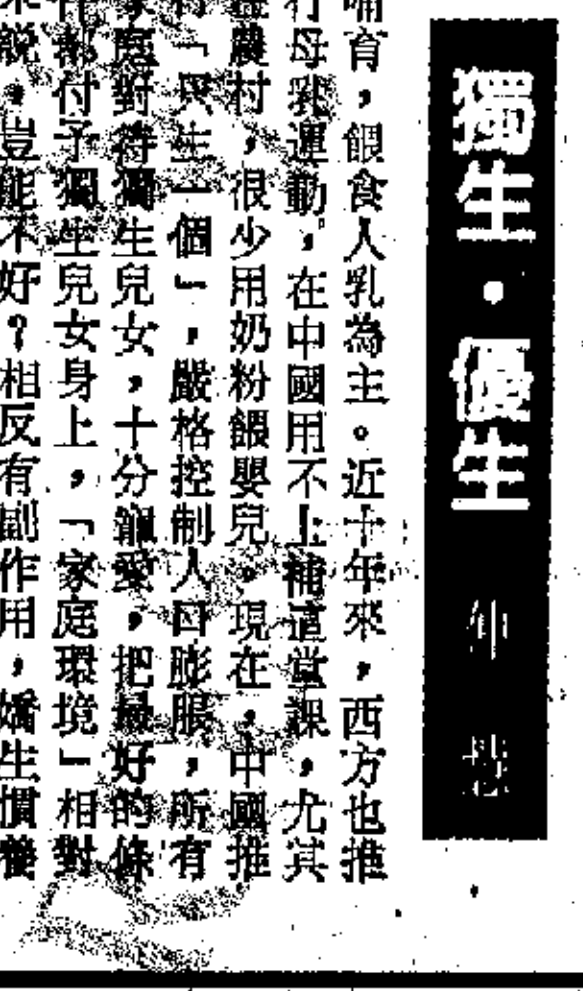 獨生·優生
哺育，餵食人乳為主。近十年來，西方也推
行母乳運動，在中國用不上補這堂課，尤其
農村，很少用奶粉餵嬰兒。現在，中國推
行「只生一個」，嚴格控制人口膨脹，所有
家庭對待獨生兒女，十分寵愛，把最好的條
件都付予獨生兒女身上，「家庭環境」相對
來說，豈能不好？相反有副作用，嬌生慣養